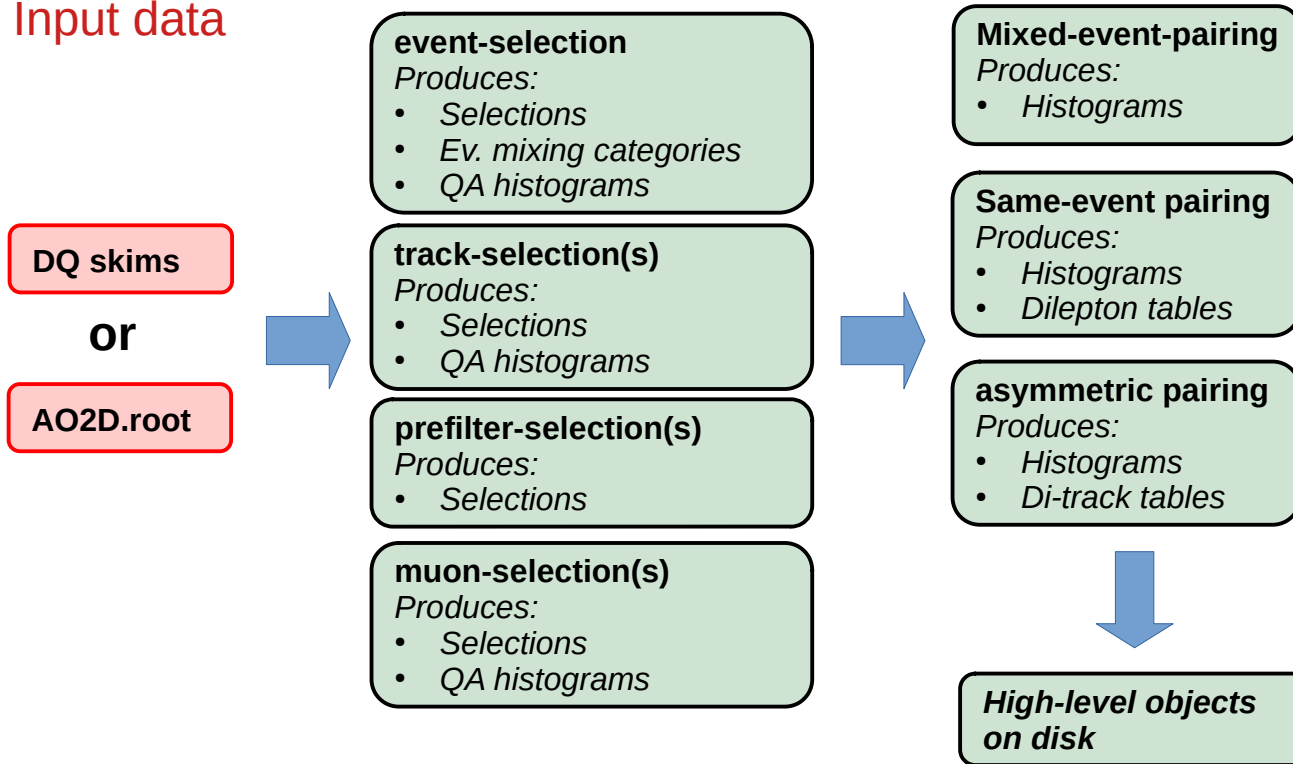 Input data
DQ skims
or
AO2D.root
event-selection
Produces:
• Selections
• Ev. mixing categories
• QA histograms
track-selection(s)
Produces:
• Selections
• QA histograms
prefilter-selection(s)
Produces:
• Selections
muon-selection(s)
Produces:
• Selections
• QA histograms
Mixed-event-pairing
Produces:
• Histograms
Same-event pairing
Produces:
• Histograms
• Dilepton tables
asymmetric pairing
Produces:
• Histograms
• Di-track tables
High-level objects
on disk